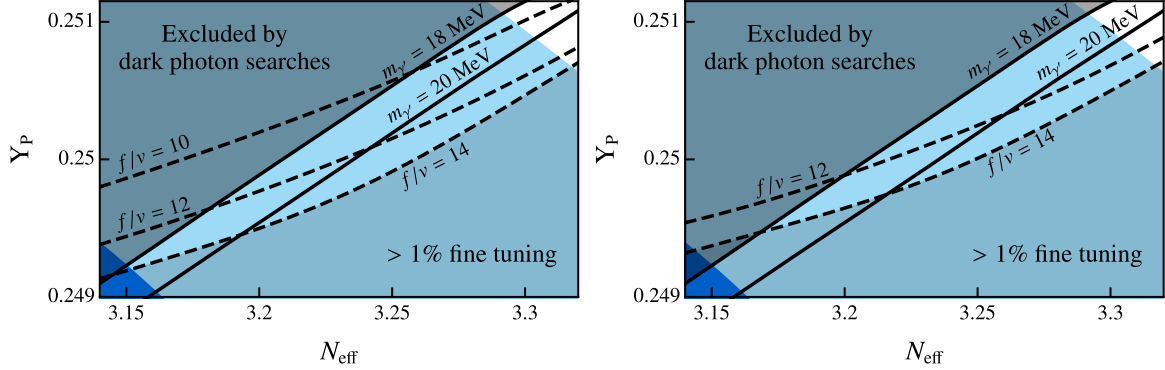 0.251
0.25
0.249
Y_P
Excluded by
dark photon searches
m_γ' = 18 MeV
m_γ' = 20 MeV
f/v = 10
f/v = 12
f/v = 14
> 1% fine tuning
3.15
3.2
3.25
3.3
N_eff
0.251
0.25
0.249
Y_P
Excluded by
dark photon searches
m_γ' = 18 MeV
m_γ' = 20 MeV
f/v = 12
f/v = 14
> 1% fine tuning
3.15
3.2
3.25
3.3
N_eff